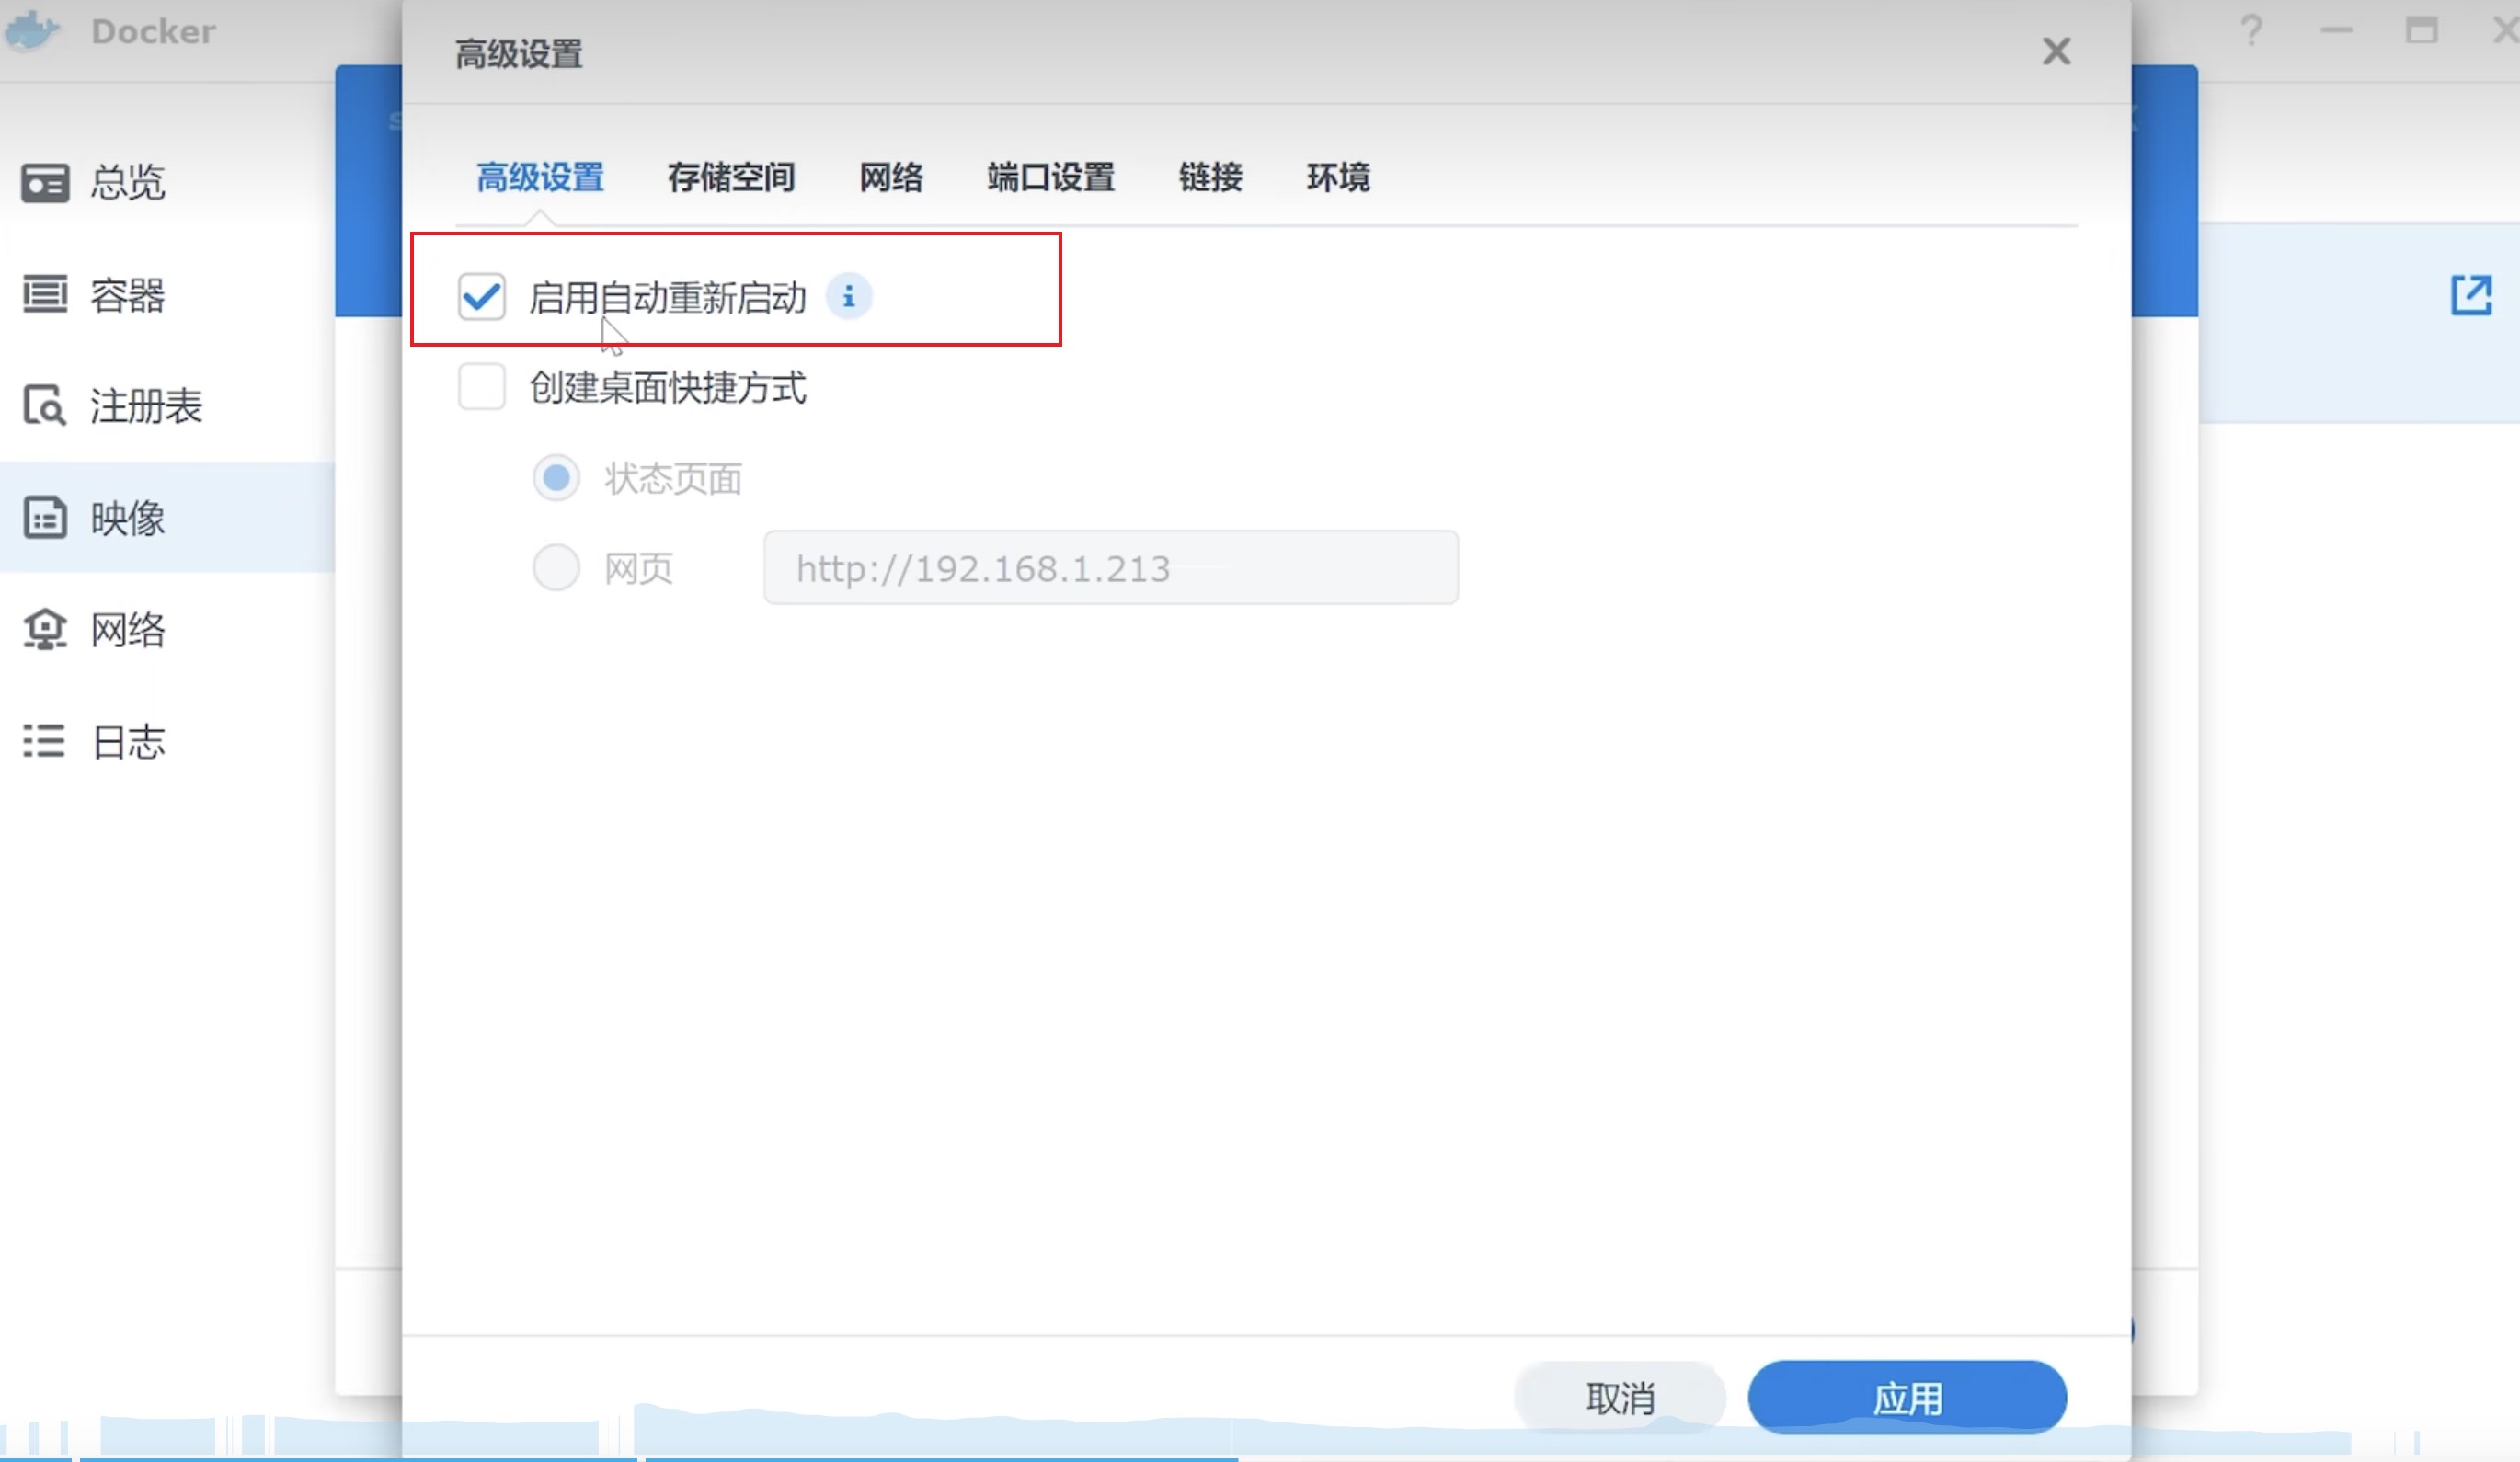 Docker
总览
容器
注册表
映像
网络
日志
高级设置
高级设置 存储空间 网络 端口设置 链接 环境
启用自动重新启动
创建桌面快捷方式
状态页面
网页 http://192.168.1.213
取消 应用